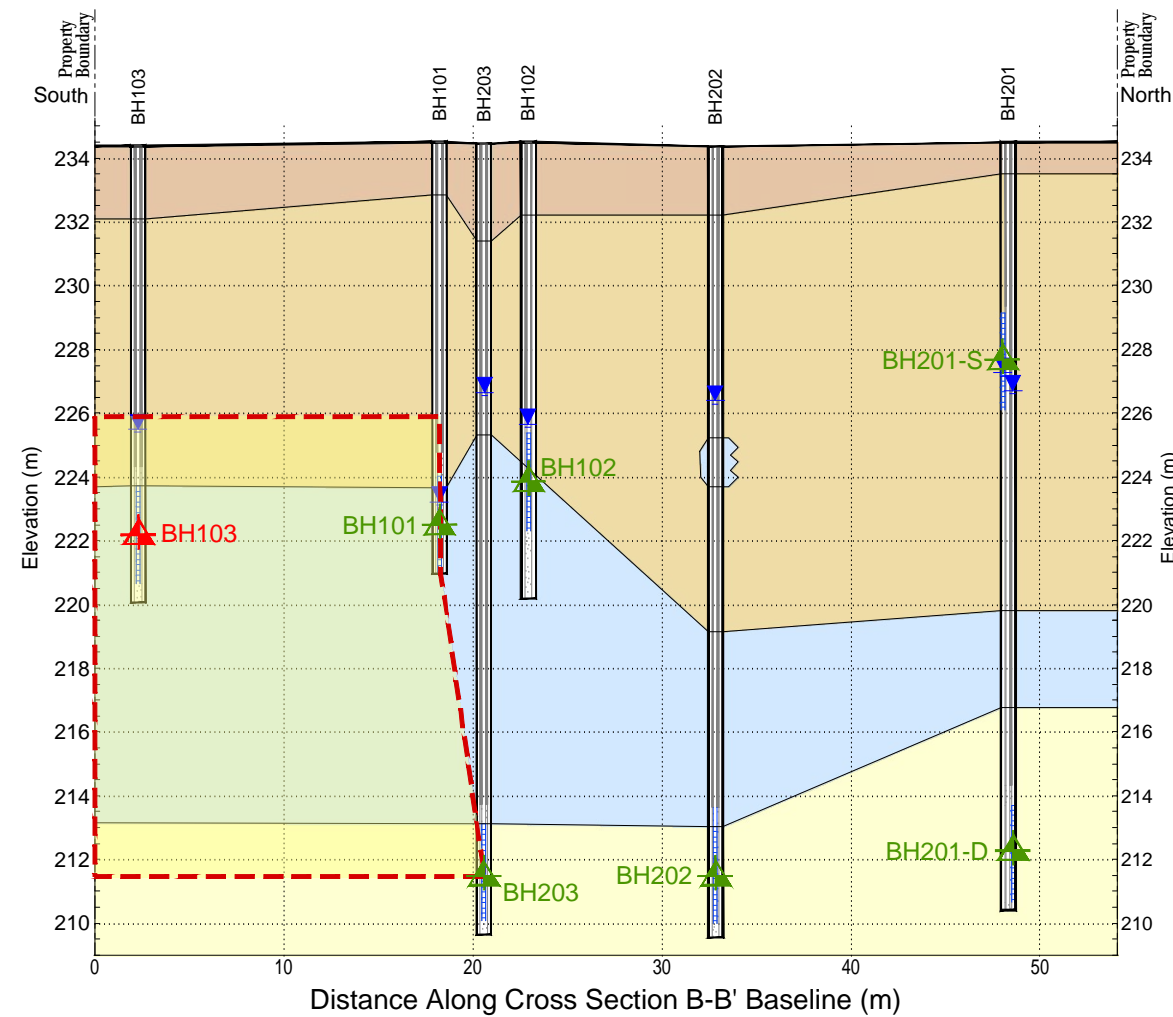 Property
Boundary
South
BH103
BH101
BH203
BH102
BH202
BH201
Property
Boundary
North
234
232
230
228
226
224
222
220
218
216
214
212
210
Elevation (m)
234
232
230
228
226
224
222
220
218
216
214
212
210
Elevation (m)
BH201-S
BH102
BH101
BH103
BH201-D
BH202
BH203
0
10
20
30
40
50
Distance Along Cross Section B-B' Baseline (m)